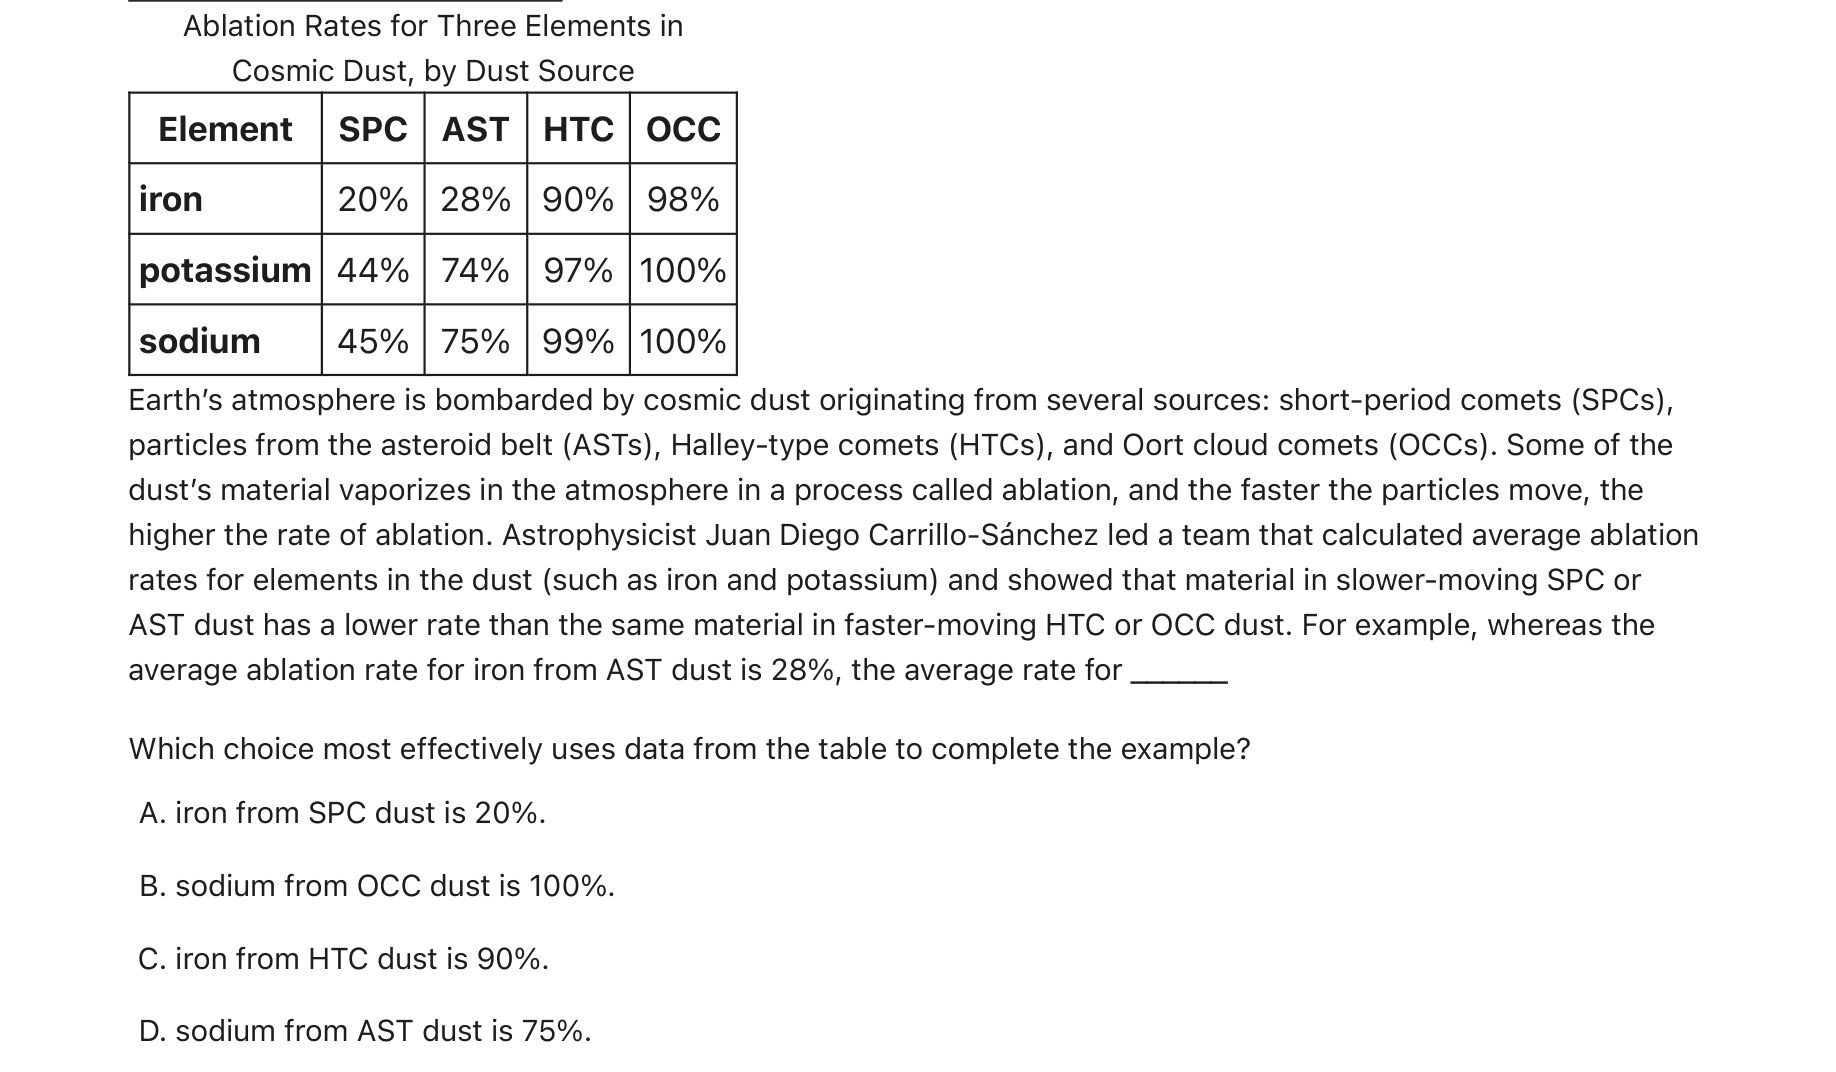 Ablation Rates for Three Elements in
Cosmic Dust, by Dust Source
Element SPC AST HTC OCC
iron 20% 28% 90% 98%
potassium 44% 74% 97% 100%
sodium 45% 75% 99% 100%
Earth’s atmosphere is bombarded by cosmic dust originating from several sources: short-period comets (SPCs),
particles from the asteroid belt (ASTs), Halley-type comets (HTCs), and Oort cloud comets (OCCs). Some of the
dust’s material vaporizes in the atmosphere in a process called ablation, and the faster the particles move, the
higher the rate of ablation. Astrophysicist Juan Diego Carrillo-Sánchez led a team that calculated average ablation
rates for elements in the dust (such as iron and potassium) and showed that material in slower-moving SPC or
AST dust has a lower rate than the same material in faster-moving HTC or OCC dust. For example, whereas the
average ablation rate for iron from AST dust is 28%, the average rate for ______
Which choice most effectively uses data from the table to complete the example?
A. iron from SPC dust is 20%.
B. sodium from OCC dust is 100%.
C. iron from HTC dust is 90%.
D. sodium from AST dust is 75%.